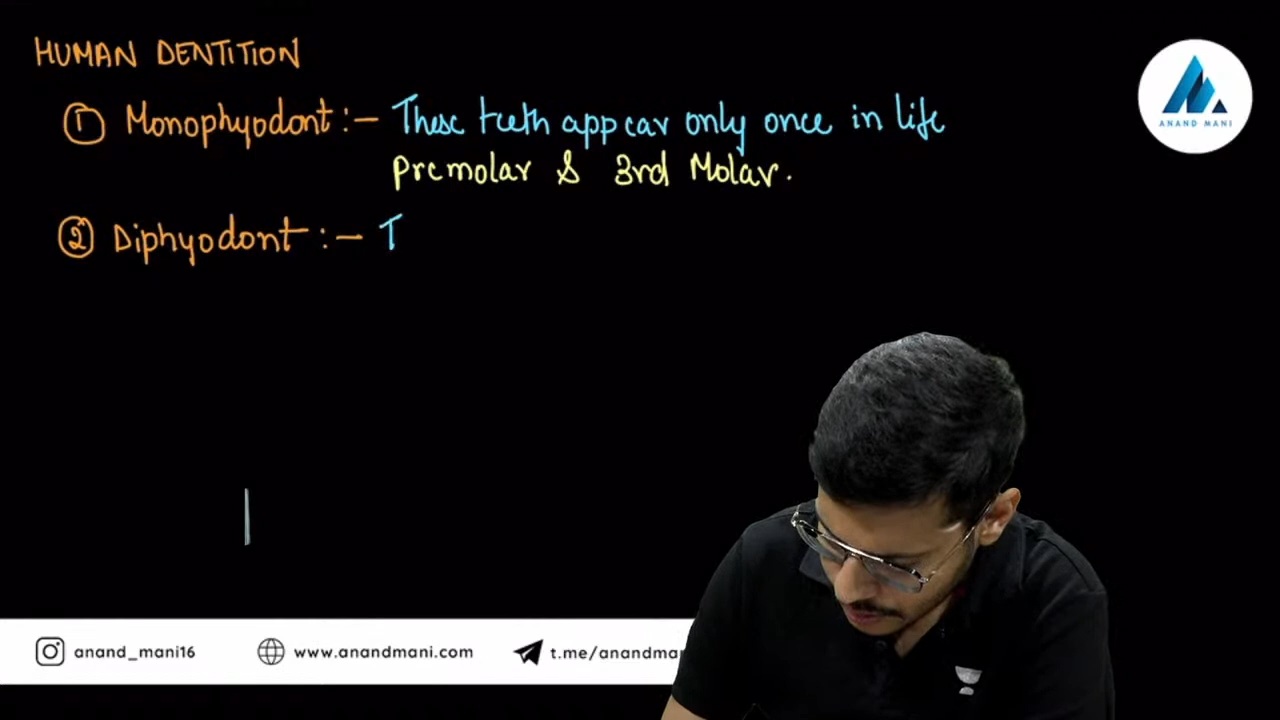 HUMAN DENTITION
① Monophyodont :- These teeth appear only once in life
Premolar & 3rd Molar.
② Diphyodont :- T
ANAND MANI
anand_mani16
www.anandmani.com
t.me/anandma